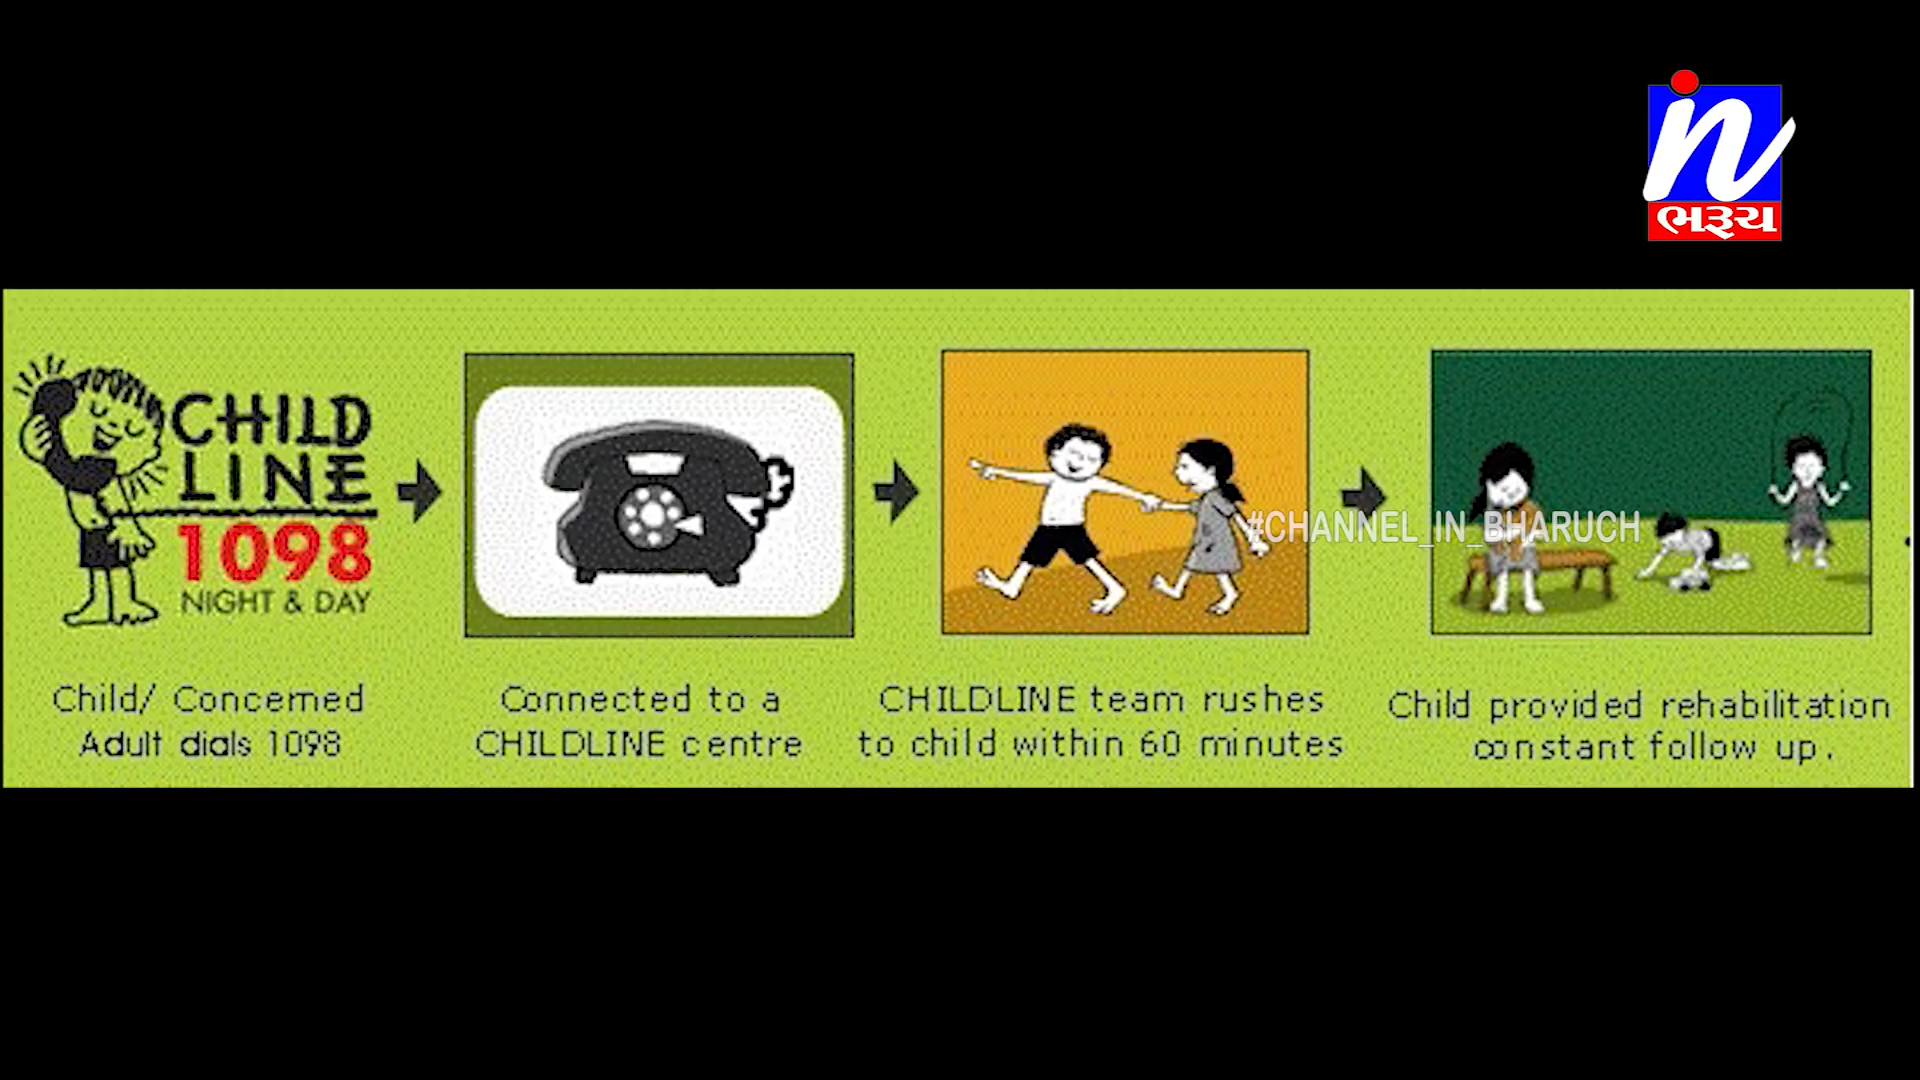 in
ભરૂચ
CHILD
LINE
1098
NIGHT & DAY
Child/ Concerned
Adult dials 1098
Connected to a
CHILDLINE centre
CHILDLINE team rushes
to child within 60 minutes
Child provided rehabilitation
constant follow up.
#CHANNEL_IN_BHARUCH